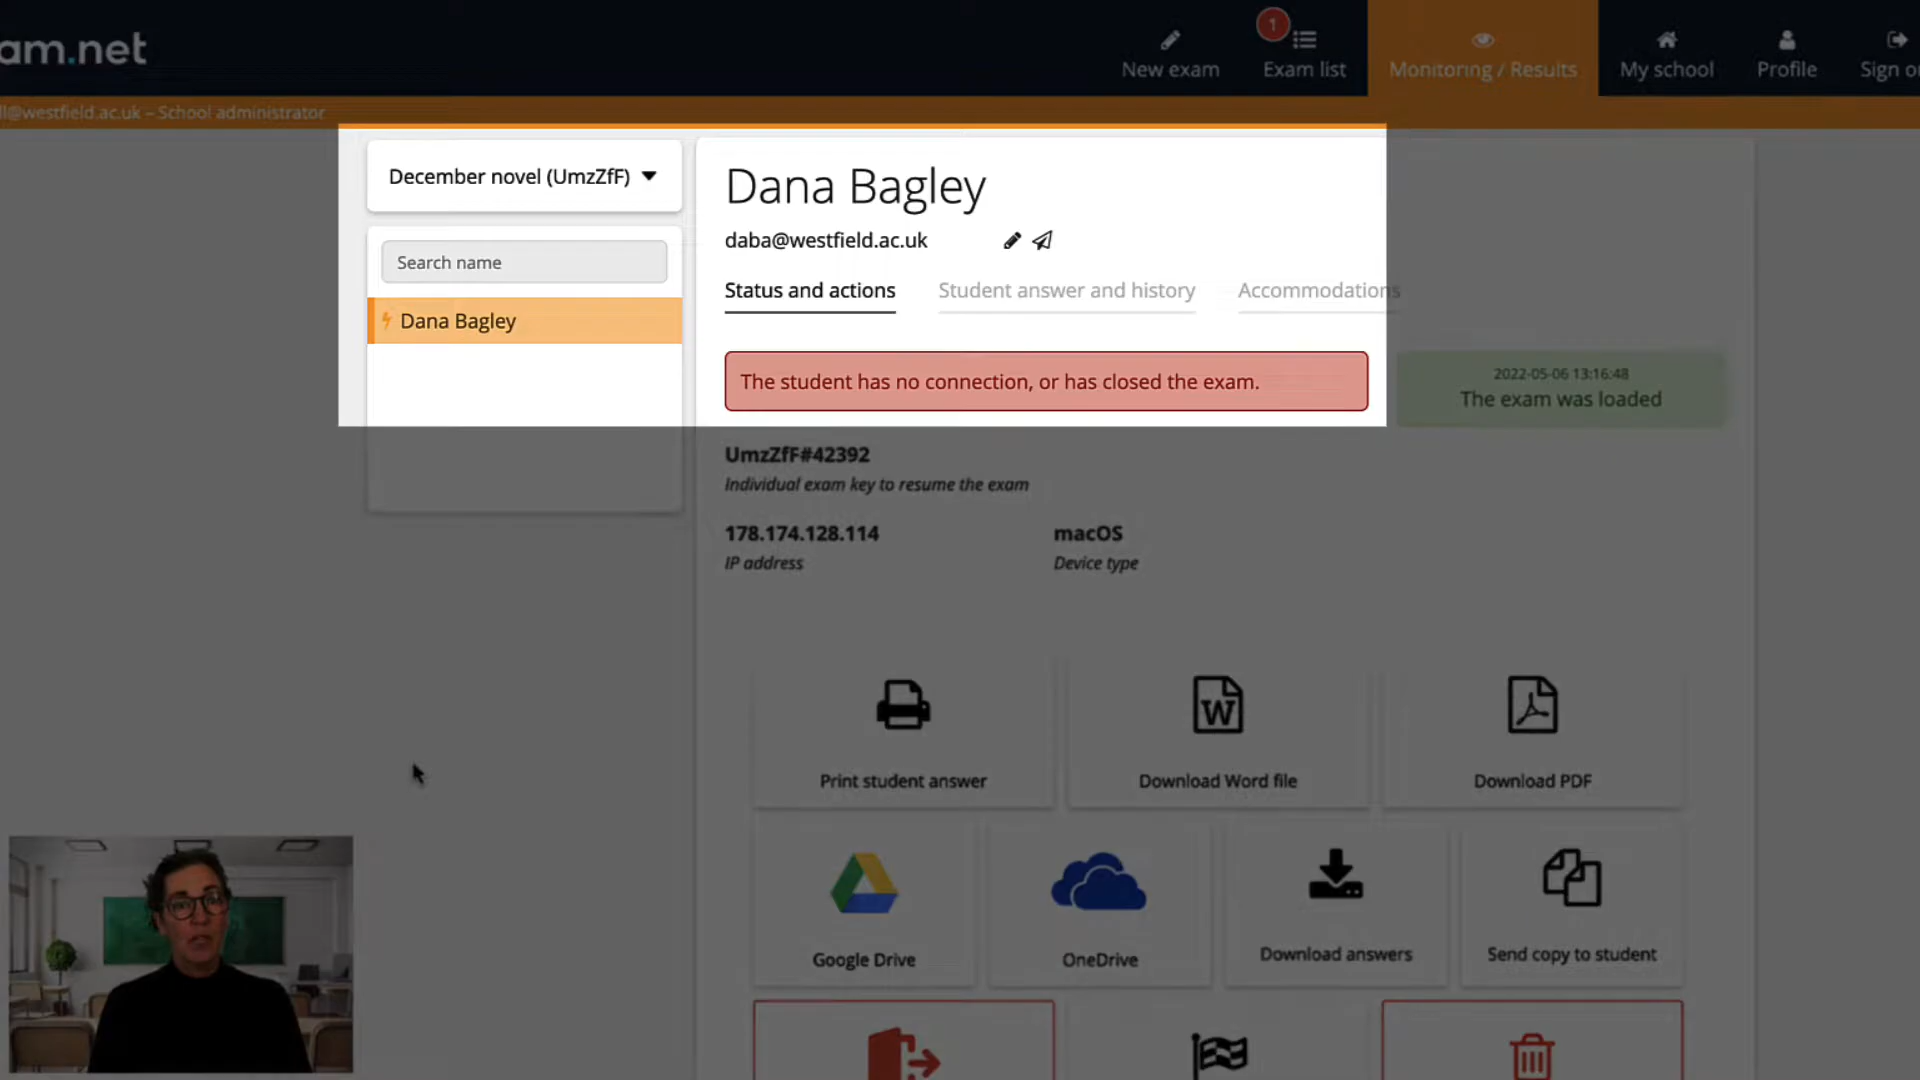 am.net
New exam
1
Exam list
Monitoring / Results
My school
Profile
Sign o
ll@westfield.ac.uk – School administrator
December novel (UmzZfF)
Search name
Dana Bagley
Dana Bagley
daba@westfield.ac.uk
Status and actions
Student answer and history
Accommodations
The student has no connection, or has closed the exam.
2022-05-06 13:16:48
The exam was loaded
UmzZfF#42392
Individual exam key to resume the exam
178.174.128.114
IP address
macOS
Device type
Print student answer
Download Word file
Download PDF
Google Drive
OneDrive
Download answers
Send copy to student